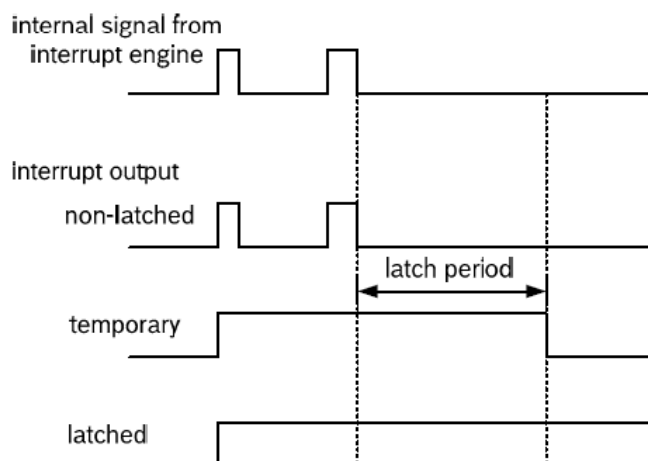 internal signal from
interrupt engine
interrupt output
non-latched
latch period
temporary
latched